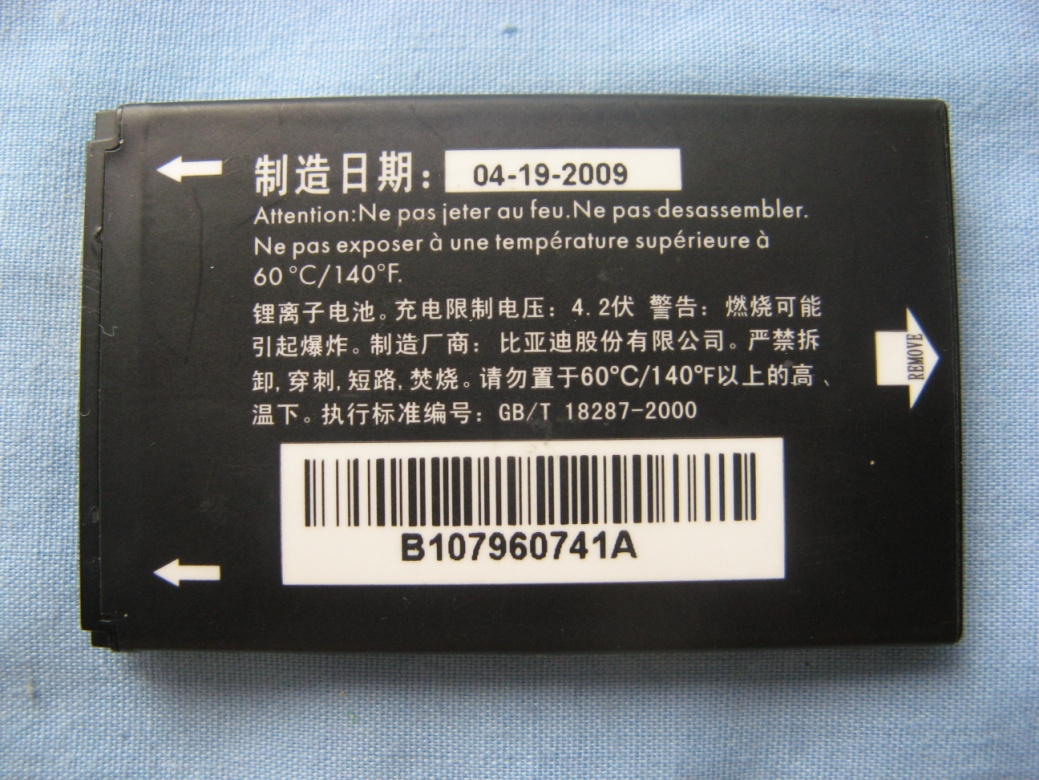 制造日期: 04-19-2009
Attention:Ne pas jeter au feu.Ne pas desassembler.
Ne pas exposer à une température supérieure à
60 °C/140°F.
锂离子电池。充电限制电压: 4.2伏 警告: 燃烧可能
引起爆炸。制造厂商: 比亚迪股份有限公司。严禁拆
卸,穿刺,短路,焚烧。请勿置于60°C/140°F以上的高、
温下。执行标准编号: GB/T 18287-2000
REMOVE
B107960741A